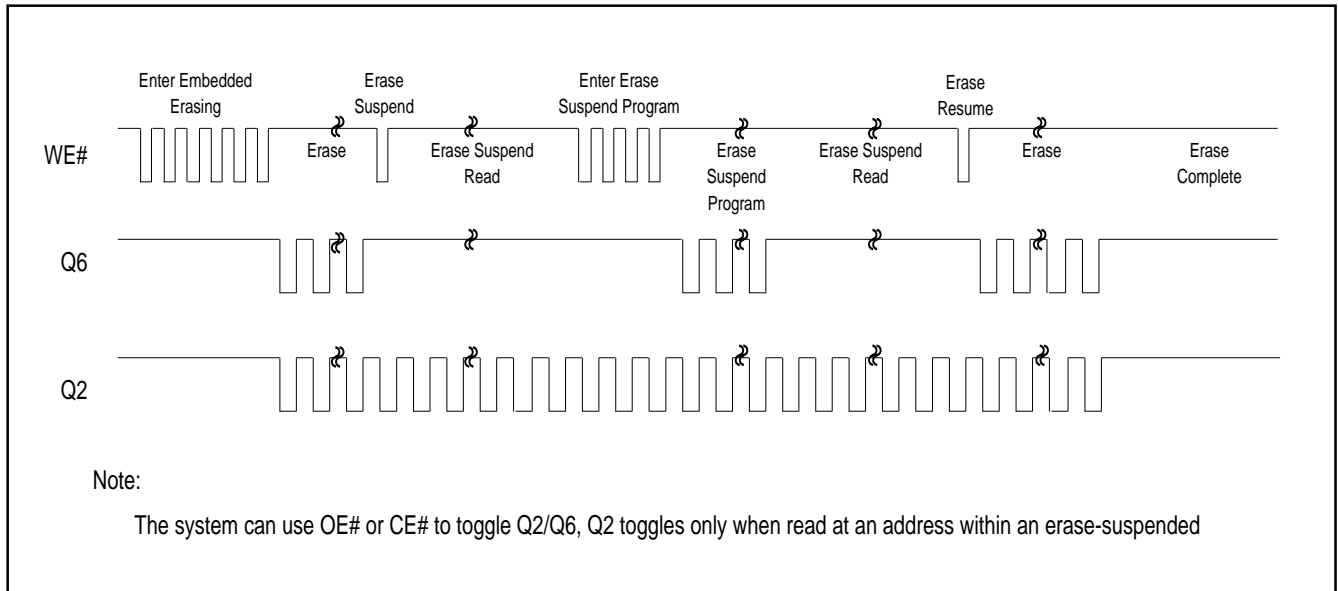 Enter Embedded
Erasing
Erase
Suspend
Enter Erase
Suspend Program
Erase
Resume
WE#
Erase
Erase Suspend
Read
Erase
Suspend
Program
Erase Suspend
Read
Erase
Erase
Complete
Q6
Q2
Note:
The system can use OE# or CE# to toggle Q2/Q6, Q2 toggles only when read at an address within an erase-suspended